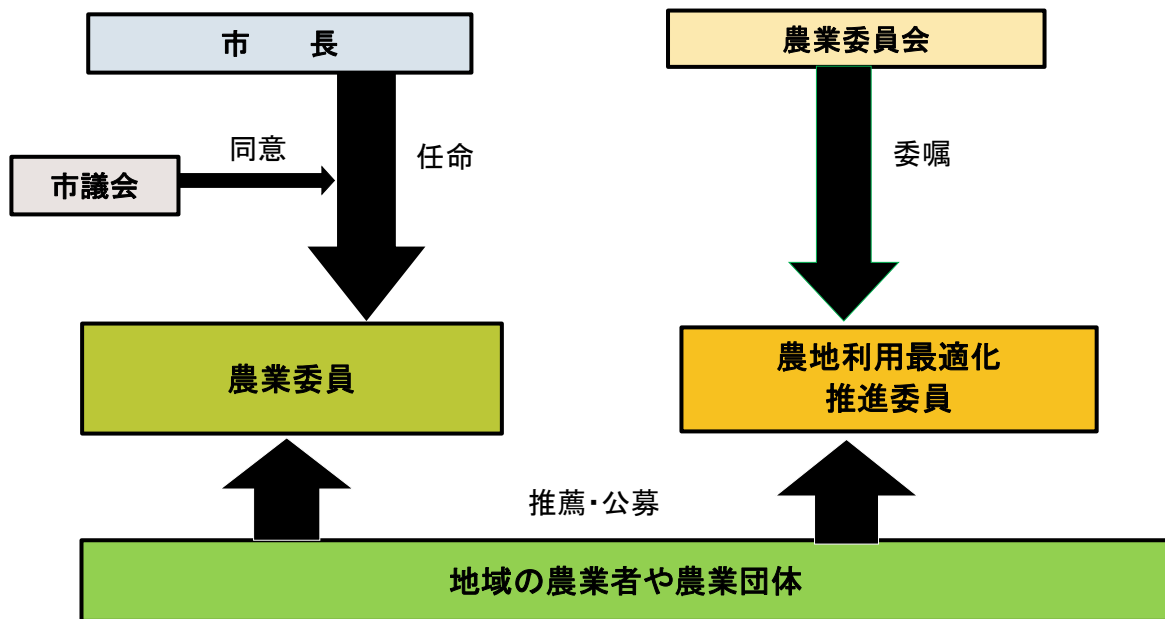 市　　長
農業委員会
同意
任命
委嘱
市議会
農業委員
農地利用最適化
推進委員
推薦・公募
地域の農業者や農業団体